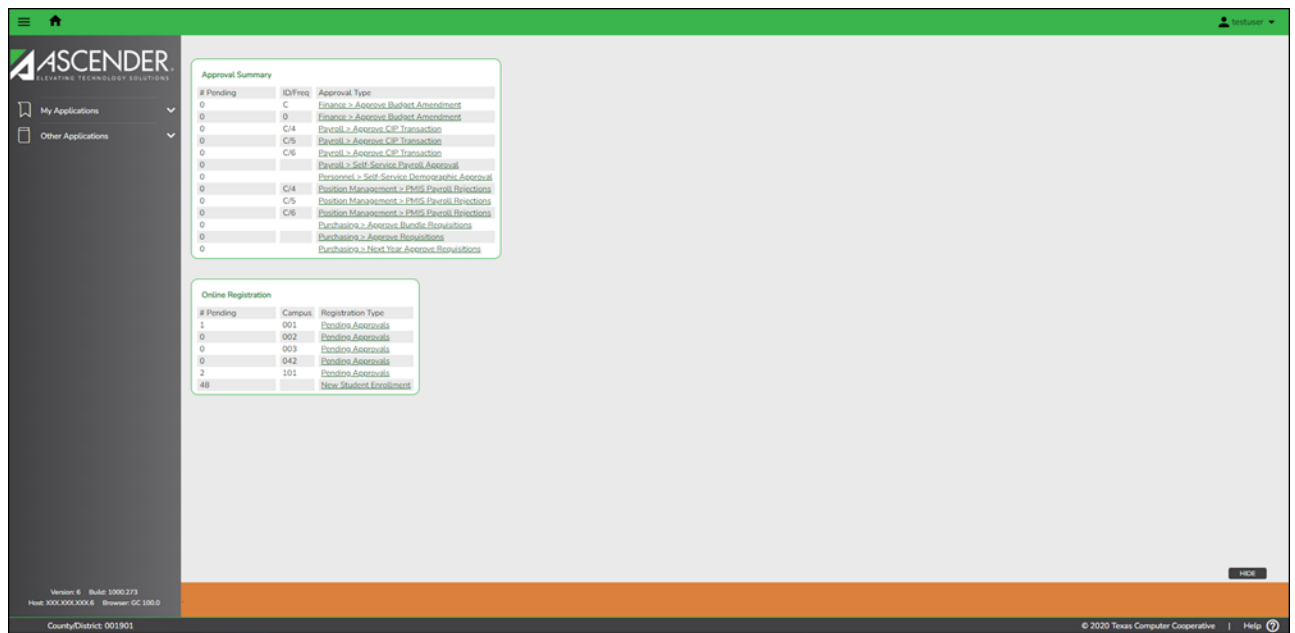 testuser
ASCENDER
ELEVATING TECHNOLOGY SOLUTIONS
My Applications
Other Applications
Approval Summary
# Pending ID/Freq Approval Type
0 C Finance > Approve Budget Amendment
0 0 Finance > Approve Budget Amendment
0 C/4 Payroll > Approve CIP Transaction
0 C/5 Payroll > Approve CIP Transaction
0 C/6 Payroll > Approve CIP Transaction
0 Payroll > Self-Service Payroll Approval
0 Personnel > Self-Service Demographic Approval
0 C/4 Position Management > PMIS Payroll Rejections
0 C/5 Position Management > PMIS Payroll Rejections
0 C/6 Position Management > PMIS Payroll Rejections
0 Purchasing > Approve Bundle Requisitions
0 Purchasing > Approve Requisitions
0 Purchasing > Next Year Approve Requisitions
Online Registration
# Pending Campus Registration Type
1 001 Pending Approvals
0 002 Pending Approvals
0 003 Pending Approvals
0 042 Pending Approvals
2 101 Pending Approvals
48 New Student Enrollment
HIDE
Version: 6 Build: 1000.273
Host: XXX.XXX.XXX.6 Browser: GC 100.0
County/District: 001901
© 2020 Texas Computer Cooperative | Help ?